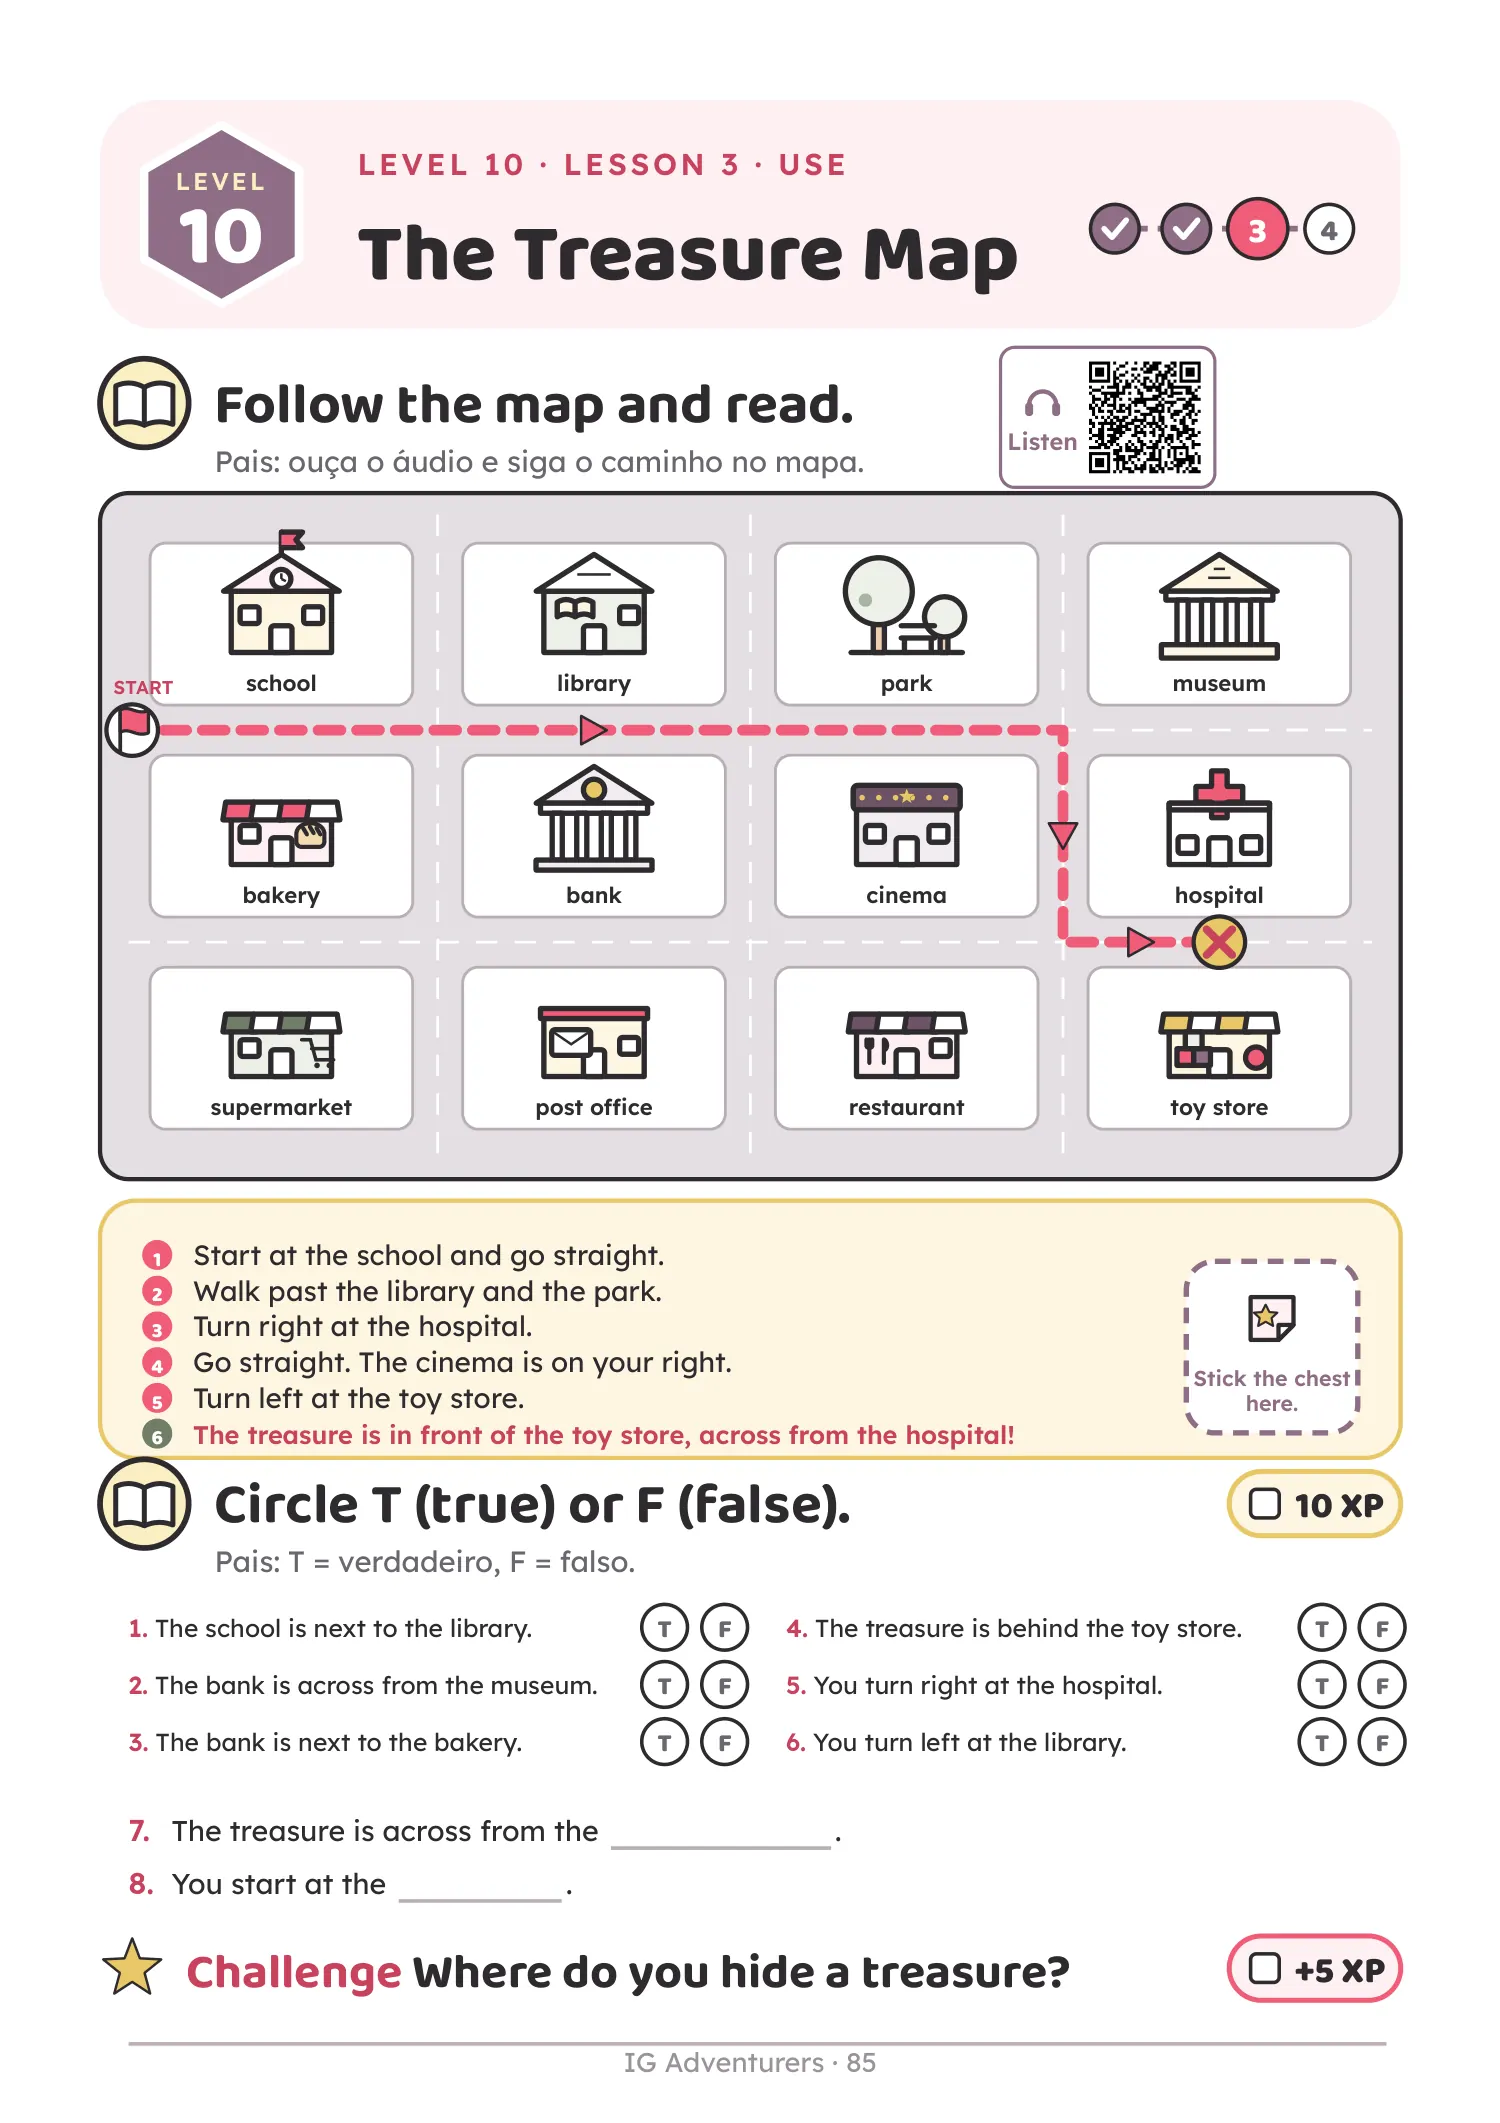 LEVEL
10
LEVEL 10 · LESSON 3 · USE
The Treasure Map
3
4
Follow the map and read.
Pais: ouça o áudio e siga o caminho no mapa.
Listen
school
library
park
museum
START
bakery
bank
cinema
hospital
supermarket
post office
restaurant
toy store
1 Start at the school and go straight.
2 Walk past the library and the park.
3 Turn right at the hospital.
4 Go straight. The cinema is on your right.
5 Turn left at the toy store.
6 The treasure is in front of the toy store, across from the hospital!
Stick the chest
here.
Circle T (true) or F (false).
10 XP
Pais: T = verdadeiro, F = falso.
1. The school is next to the library. T F
2. The bank is across from the museum. T F
3. The bank is next to the bakery. T F
4. The treasure is behind the toy store. T F
5. You turn right at the hospital. T F
6. You turn left at the library. T F
7. The treasure is across from the ____________.
8. You start at the _________.
Challenge Where do you hide a treasure?
+5 XP
IG Adventurers · 85